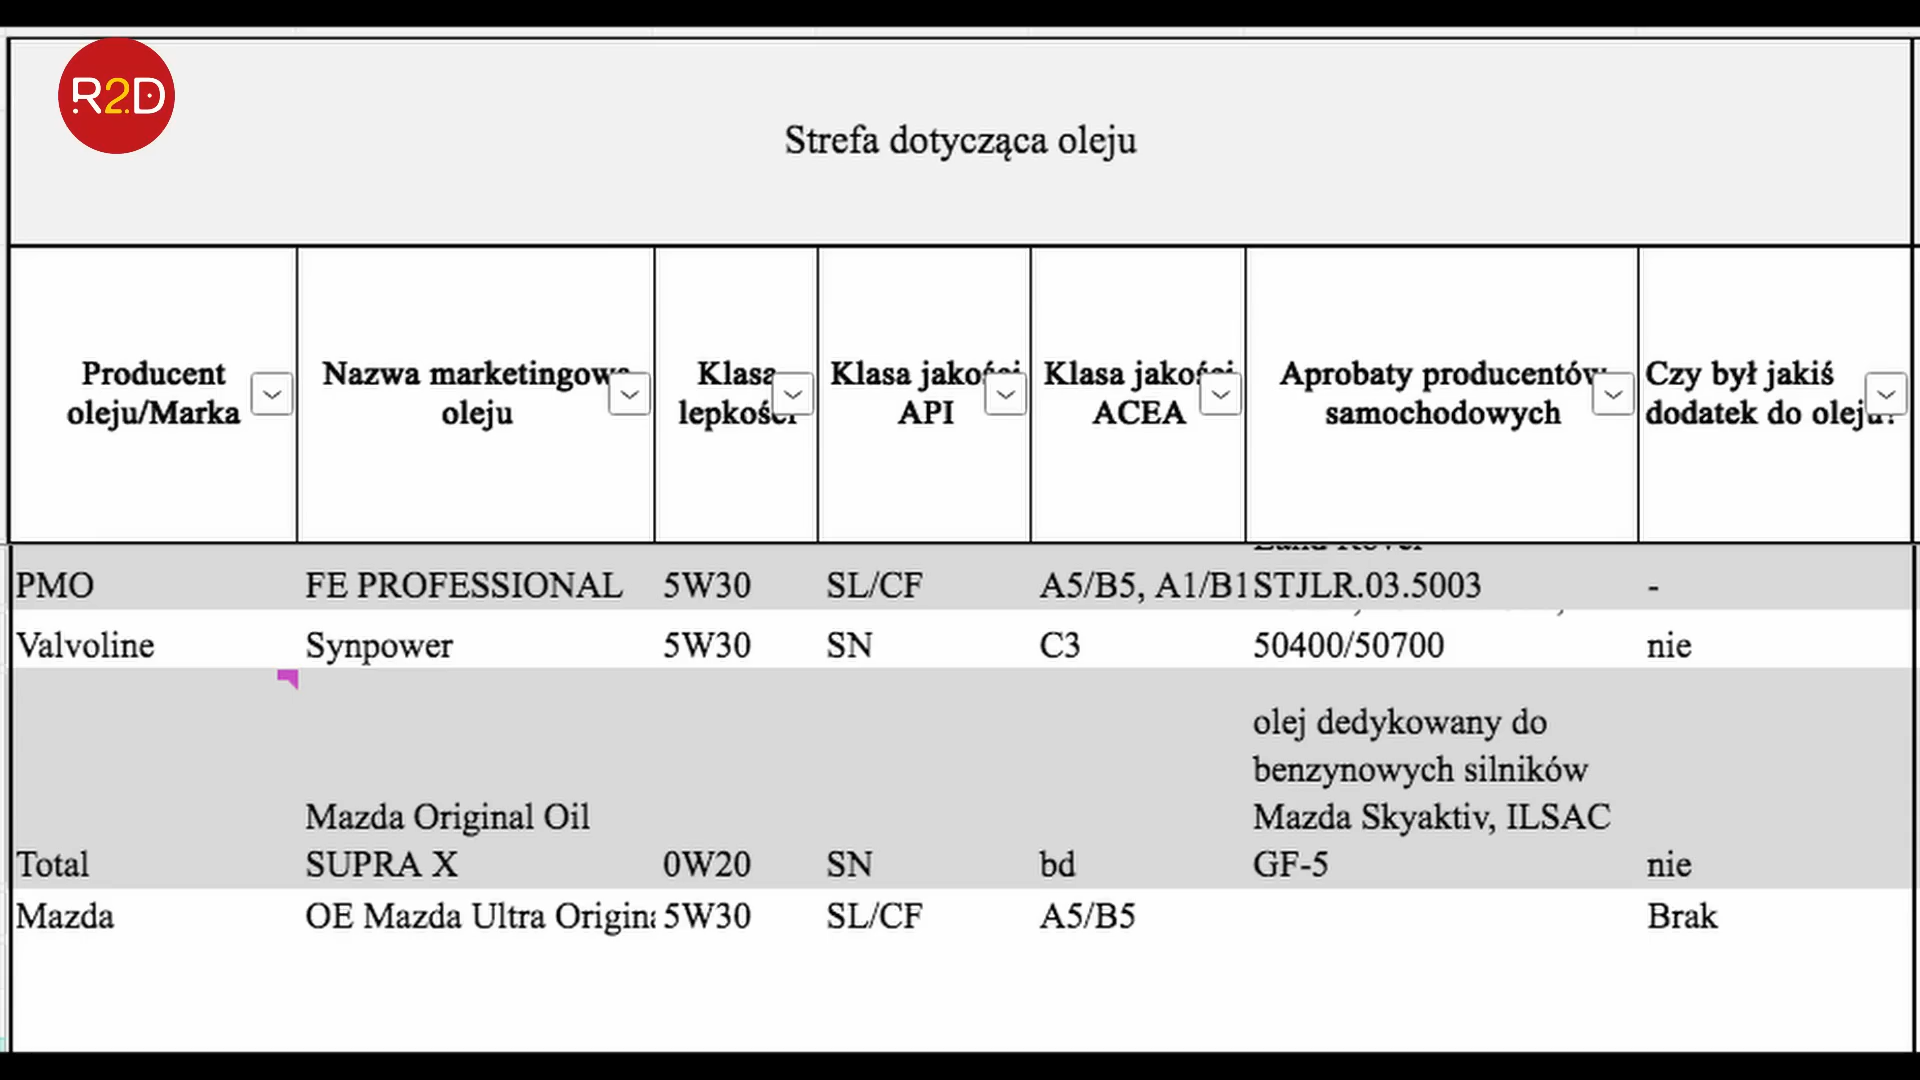 R2D
Strefa dotycząca oleju
Producent
oleju/Marka
Nazwa marketingowa
oleju
Klasa
lepkości
Klasa jakości
API
Klasa jakości
ACEA
Aprobaty producentów
samochodowych
Czy był jakiś
dodatek do oleju?
Land Rover
PMO FE PROFESSIONAL 5W30 SL/CF A5/B5, A1/B1 STJLR.03.5003 -
Valvoline Synpower 5W30 SN C3 50400/50700 nie
olej dedykowany do
benzynowych silników
Mazda Original Oil Mazda Skyaktiv, ILSAC
Total SUPRA X 0W20 SN bd GF-5 nie
Mazda OE Mazda Ultra Origina 5W30 SL/CF A5/B5 Brak